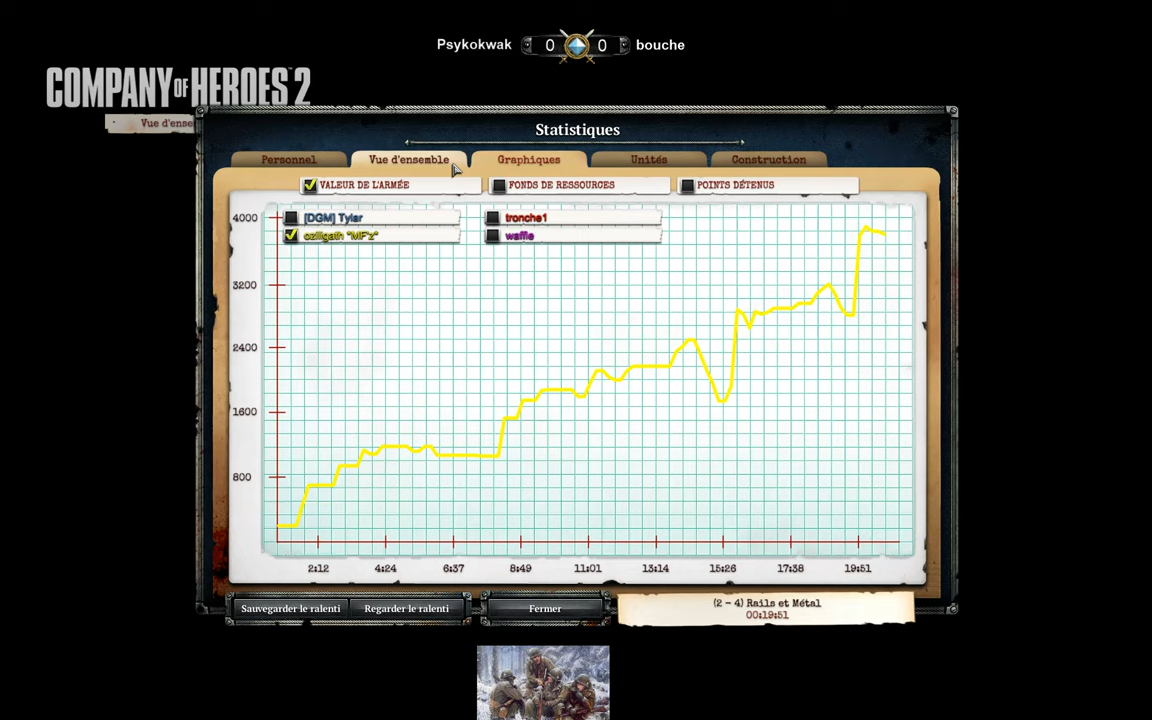 Psykokwak 0 0 bouche
COMPANY OF HEROES 2
Vue d'ense
Statistiques
Personnel Vue d'ensemble Graphiques Unités Construction
VALEUR DE L'ARMÉE FONDS DE RESSOURCES POINTS DÉTENUS
4000
[DGM] Tylar tronche1
oziligath "MF'z" waffle
3200
2400
1600
800
2:12 4:24 6:37 8:49 11:01 13:14 15:26 17:38 19:51
Sauvegarder le ralenti Regarder le ralenti Fermer
(2 - 4) Rails et Métal
00:19:51